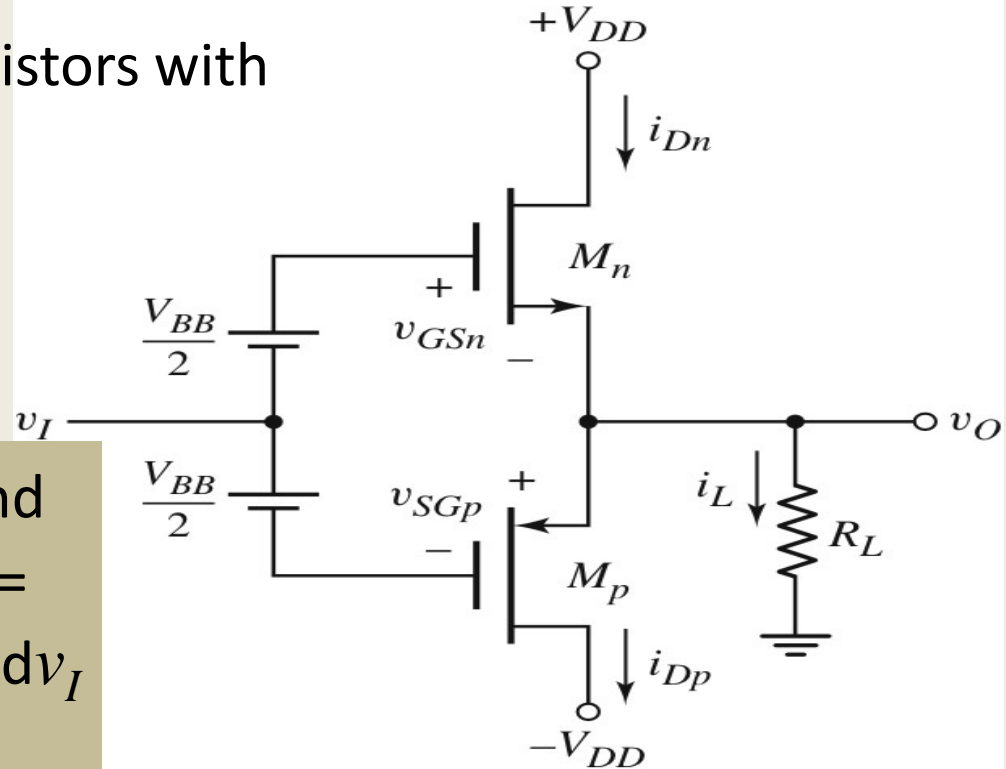 istors with
+V_DD
i_Dn
M_n
+
v_GSn
−
V_BB
2
v_I
V_BB
2
+
v_SGp
−
M_p
i_L
R_L
v_O
i_Dp
−V_DD
nd
=
dv_I